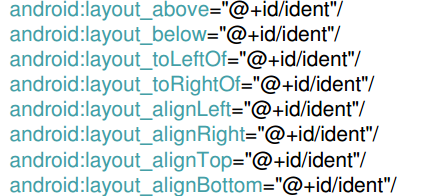 android:layout_above="@+id/ident"/
android:layout_below="@+id/ident"/
android:layout_toLeftOf="@+id/ident"/
android:layout_toRightOf="@+id/ident"/
android:layout_alignLeft="@+id/ident"/
android:layout_alignRight="@+id/ident"/
android:layout_alignTop="@+id/ident"/
android:layout_alignBottom="@+id/ident"/